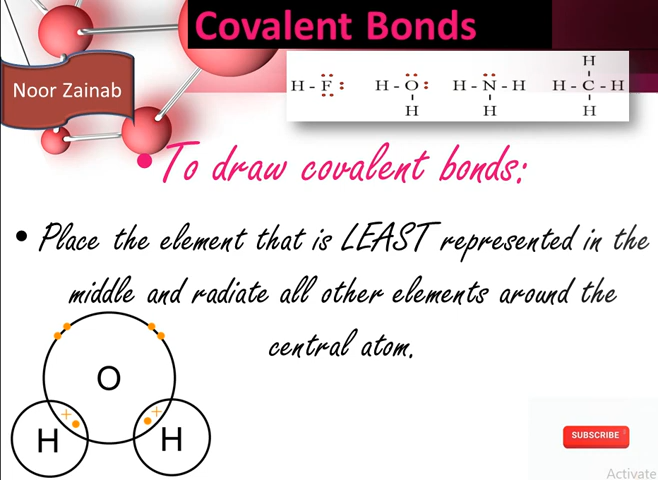 Covalent Bonds
Noor Zainab
H
H - F :    H - O :    H - N - H    H - C - H
H    H    H
• To draw covalent bonds:
• Place the element that is LEAST represented in the
middle and radiate all other elements around the
central atom.
O
H    H
SUBSCRIBE
Activate